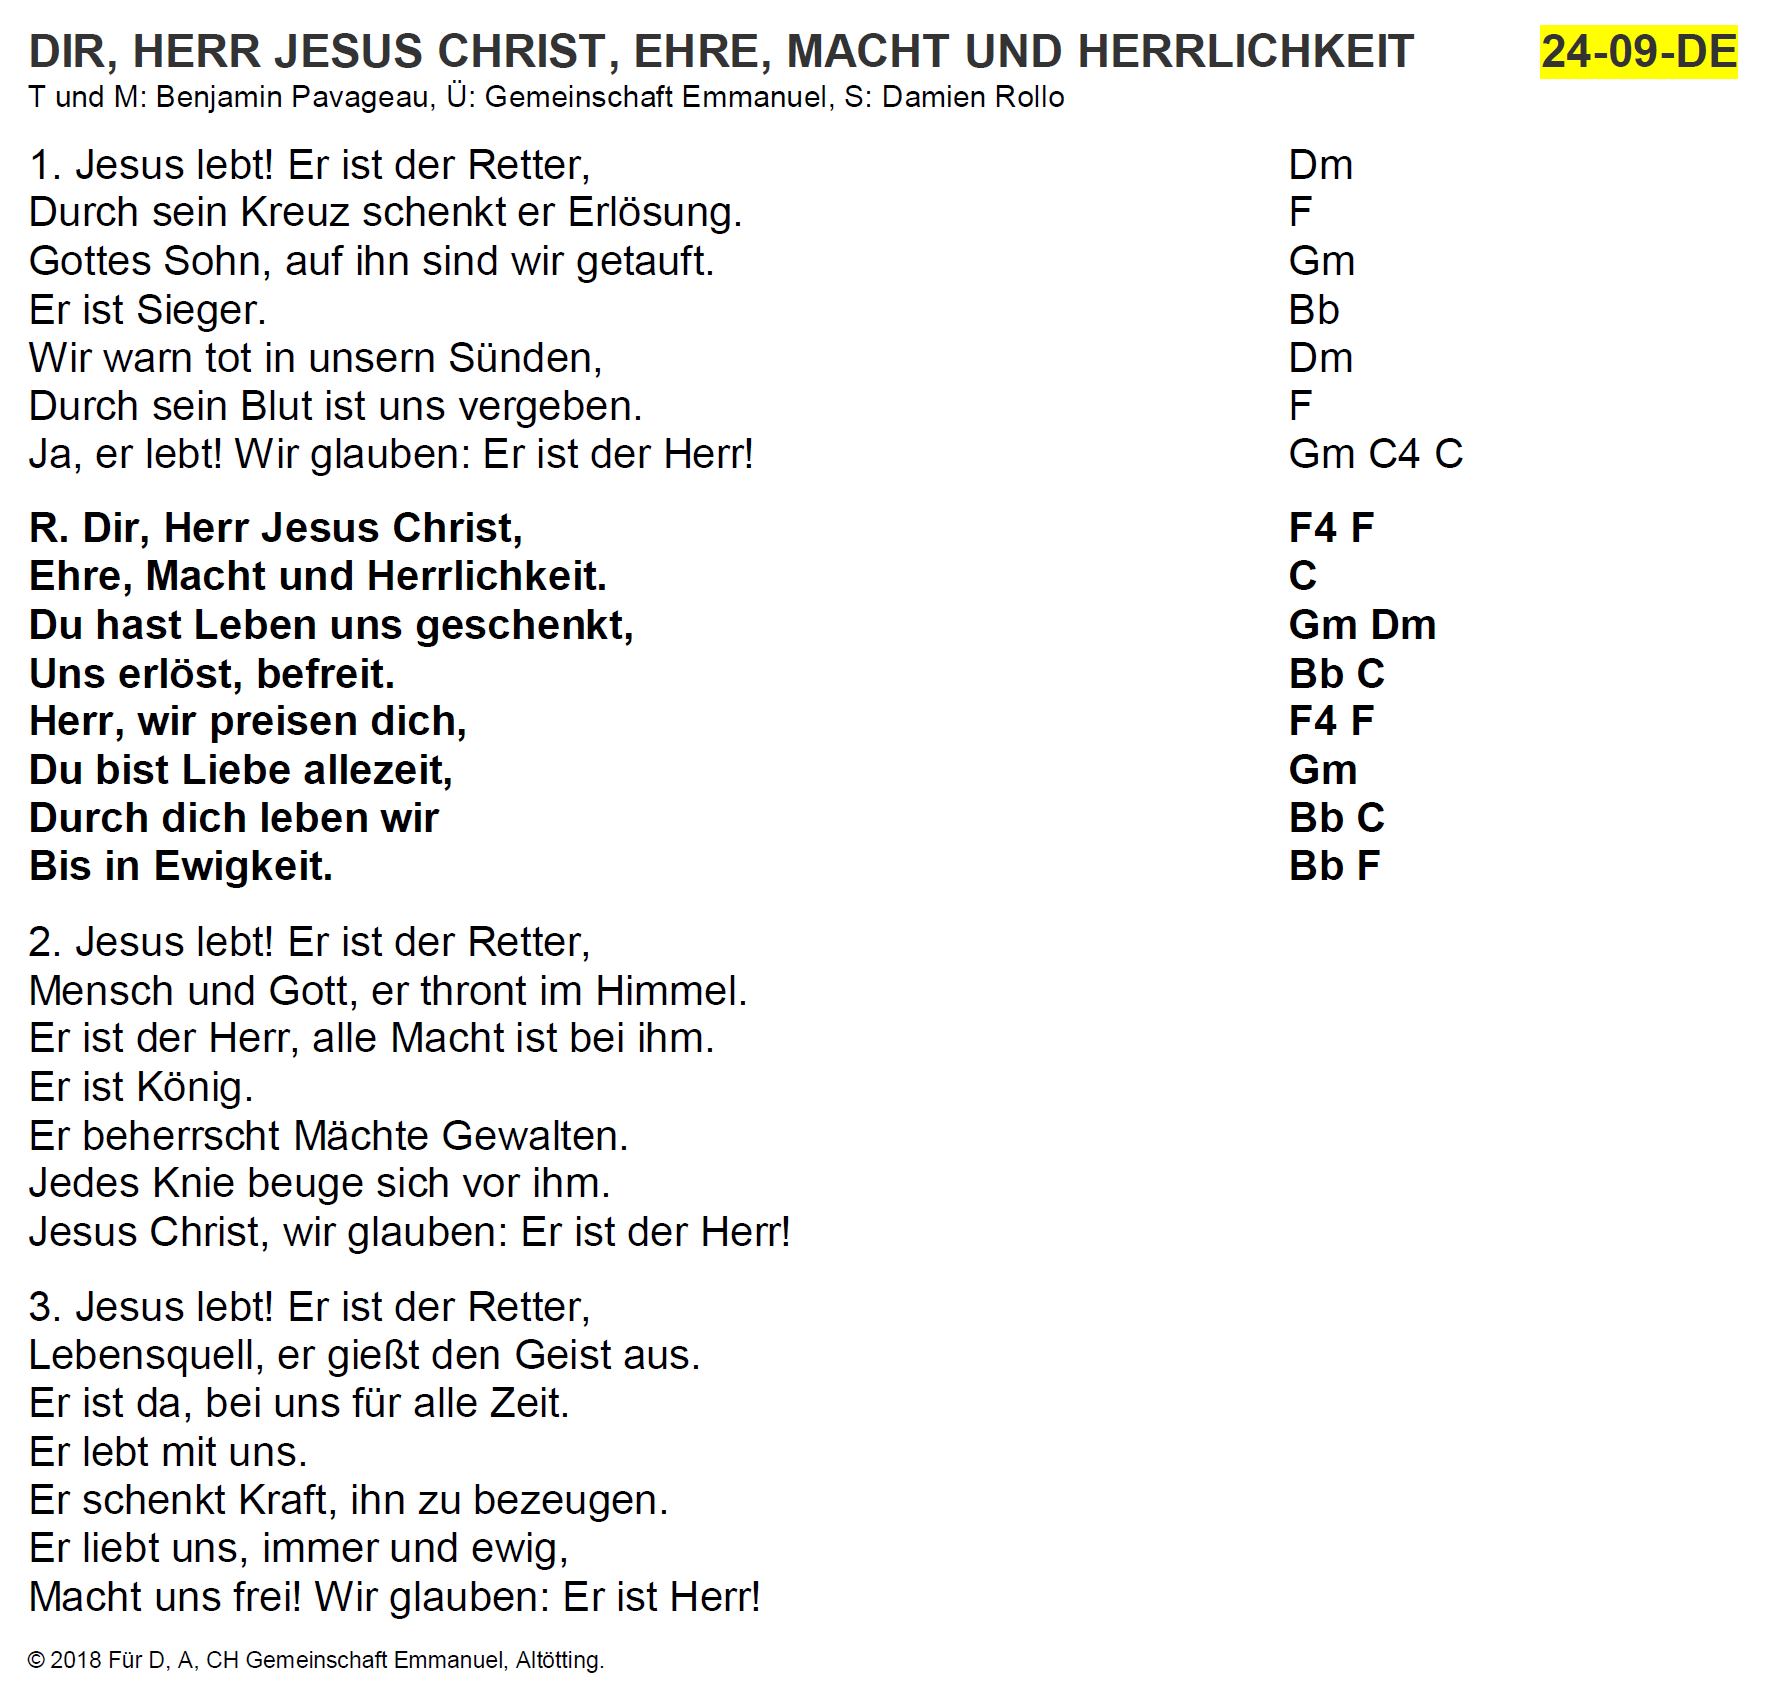 DIR, HERR JESUS CHRIST, EHRE, MACHT UND HERRLICHKEIT 24-09-DE
T und M: Benjamin Pavageau, Ü: Gemeinschaft Emmanuel, S: Damien Rollo
1. Jesus lebt! Er ist der Retter, Dm
Durch sein Kreuz schenkt er Erlösung. F
Gottes Sohn, auf ihn sind wir getauft. Gm
Er ist Sieger. Bb
Wir warn tot in unsern Sünden, Dm
Durch sein Blut ist uns vergeben. F
Ja, er lebt! Wir glauben: Er ist der Herr! Gm C4 C
R. Dir, Herr Jesus Christ, F4 F
Ehre, Macht und Herrlichkeit. C
Du hast Leben uns geschenkt, Gm Dm
Uns erlöst, befreit. Bb C
Herr, wir preisen dich, F4 F
Du bist Liebe allezeit, Gm
Durch dich leben wir Bb C
Bis in Ewigkeit. Bb F
2. Jesus lebt! Er ist der Retter,
Mensch und Gott, er thront im Himmel.
Er ist der Herr, alle Macht ist bei ihm.
Er ist König.
Er beherrscht Mächte Gewalten.
Jedes Knie beuge sich vor ihm.
Jesus Christ, wir glauben: Er ist der Herr!
3. Jesus lebt! Er ist der Retter,
Lebensquell, er gießt den Geist aus.
Er ist da, bei uns für alle Zeit.
Er lebt mit uns.
Er schenkt Kraft, ihn zu bezeugen.
Er liebt uns, immer und ewig,
Macht uns frei! Wir glauben: Er ist Herr!
© 2018 Für D, A, CH Gemeinschaft Emmanuel, Altötting.